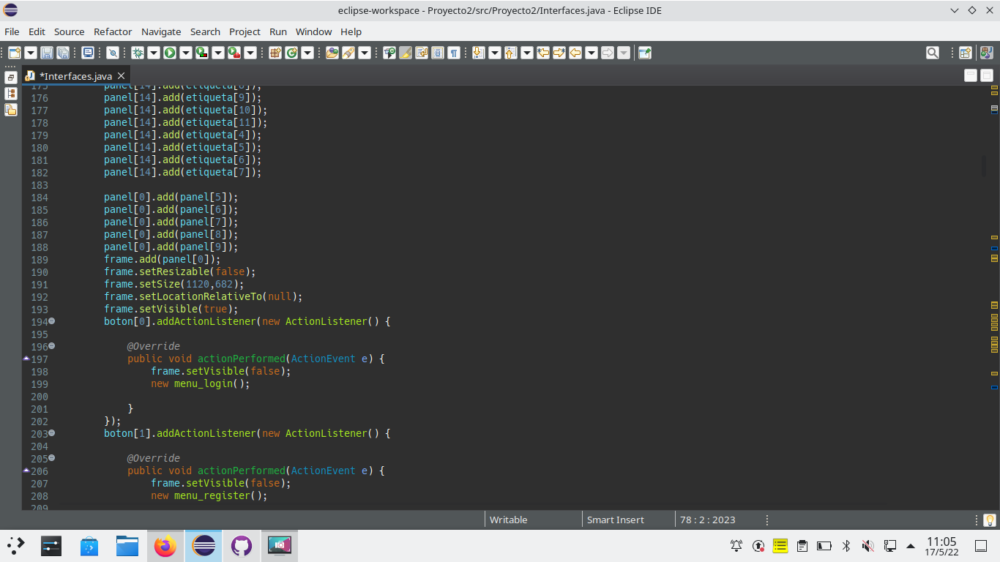 eclipse-workspace - Proyecto2/src/Proyecto2/Interfaces.java - Eclipse IDE
File Edit Source Refactor Navigate Search Project Run Window Help
*Interfaces.java
175 panel[14].add(etiqueta[8]);
176 panel[14].add(etiqueta[9]);
177 panel[14].add(etiqueta[10]);
178 panel[14].add(etiqueta[11]);
179 panel[14].add(etiqueta[4]);
180 panel[14].add(etiqueta[5]);
181 panel[14].add(etiqueta[6]);
182 panel[14].add(etiqueta[7]);
183
184 panel[0].add(panel[5]);
185 panel[0].add(panel[6]);
186 panel[0].add(panel[7]);
187 panel[0].add(panel[8]);
188 panel[0].add(panel[9]);
189 frame.add(panel[0]);
190 frame.setResizable(false);
191 frame.setSize(1120,682);
192 frame.setLocationRelativeTo(null);
193 frame.setVisible(true);
194 boton[0].addActionListener(new ActionListener() {
195
196 @Override
197 public void actionPerformed(ActionEvent e) {
198 frame.setVisible(false);
199 new menu_login();
200
201 }
202 });
203 boton[1].addActionListener(new ActionListener() {
204
205 @Override
206 public void actionPerformed(ActionEvent e) {
207 frame.setVisible(false);
208 new menu_register();
209
Writable Smart Insert 78 : 2 : 2023
11:05
17/5/22